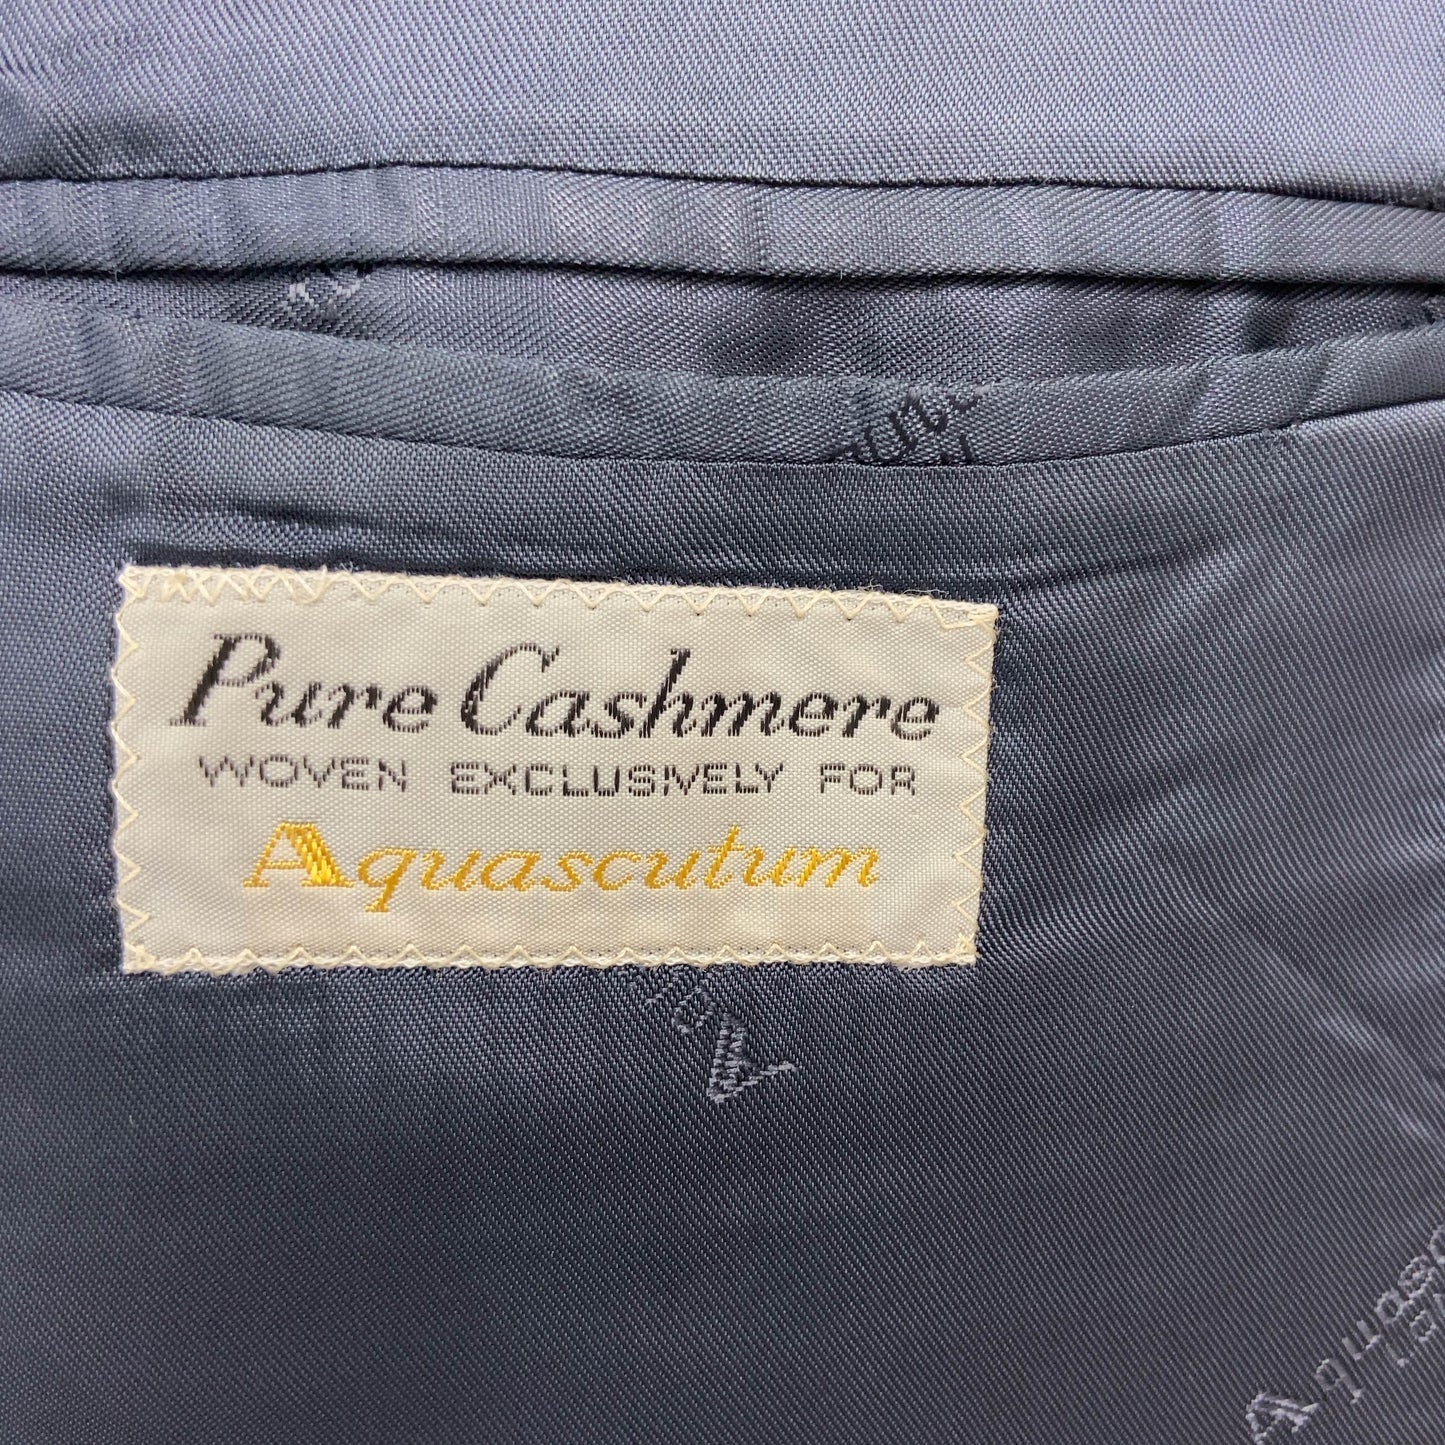 Pure Cashmere
WOVEN EXCLUSIVELY FOR
Aquascutum